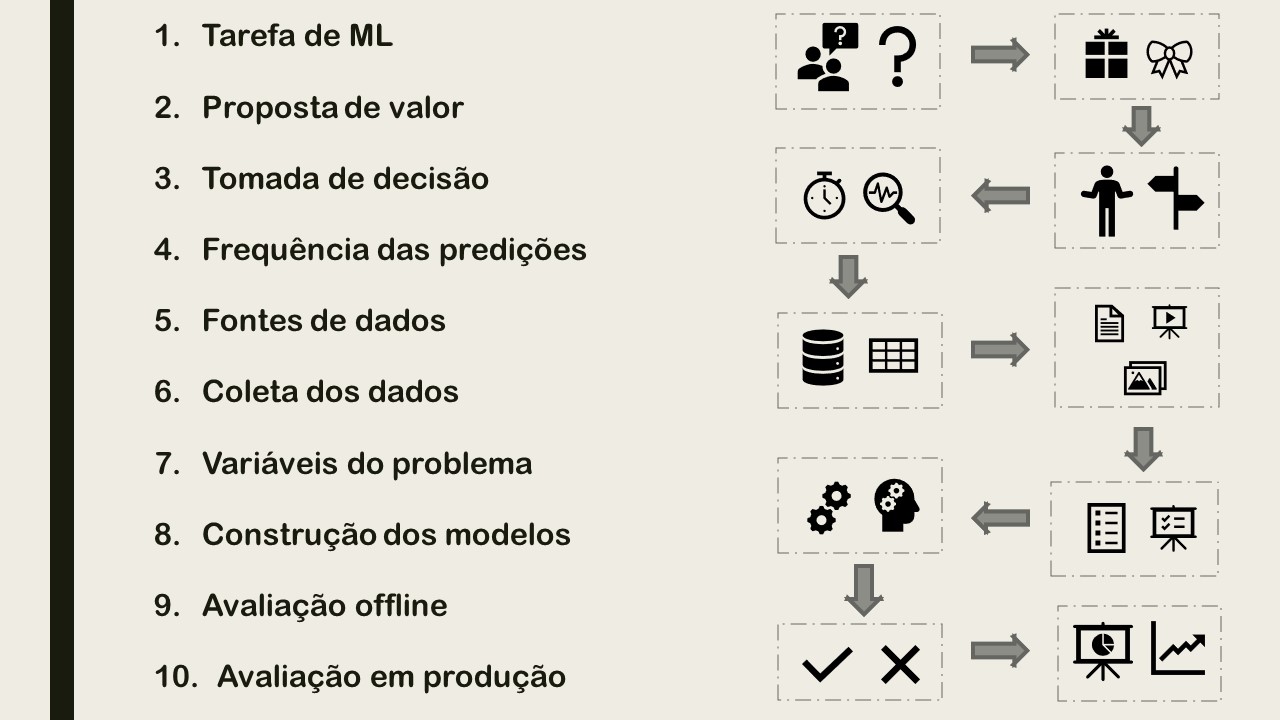 1. Tarefa de ML
2. Proposta de valor
3. Tomada de decisão
4. Frequência das predições
5. Fontes de dados
6. Coleta dos dados
7. Variáveis do problema
8. Construção dos modelos
9. Avaliação offline
10. Avaliação em produção
?
?